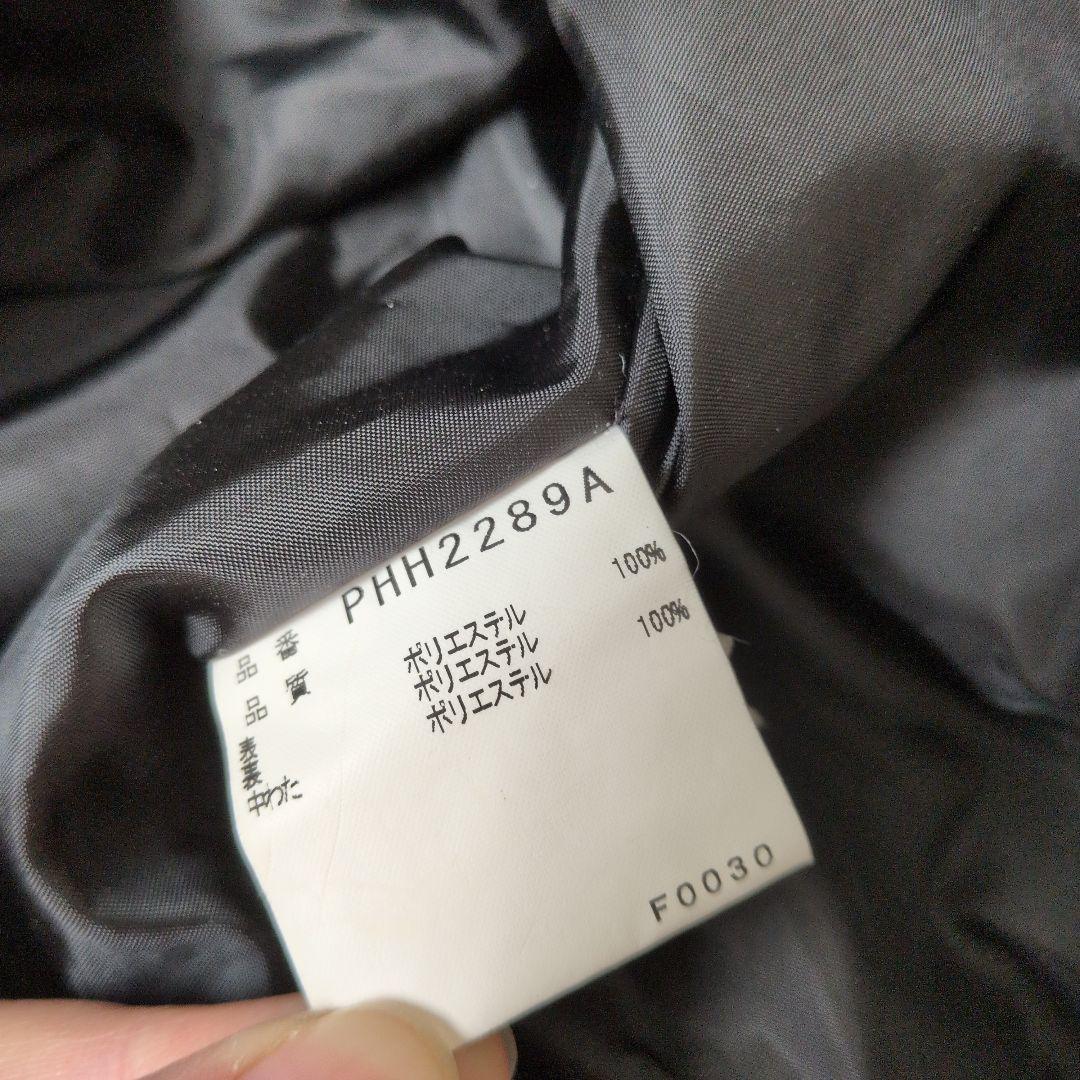 品番 PHH2289A
品質
表 ポリエステル 100%
裏 ポリエステル 100%
中わた ポリエステル
F0030